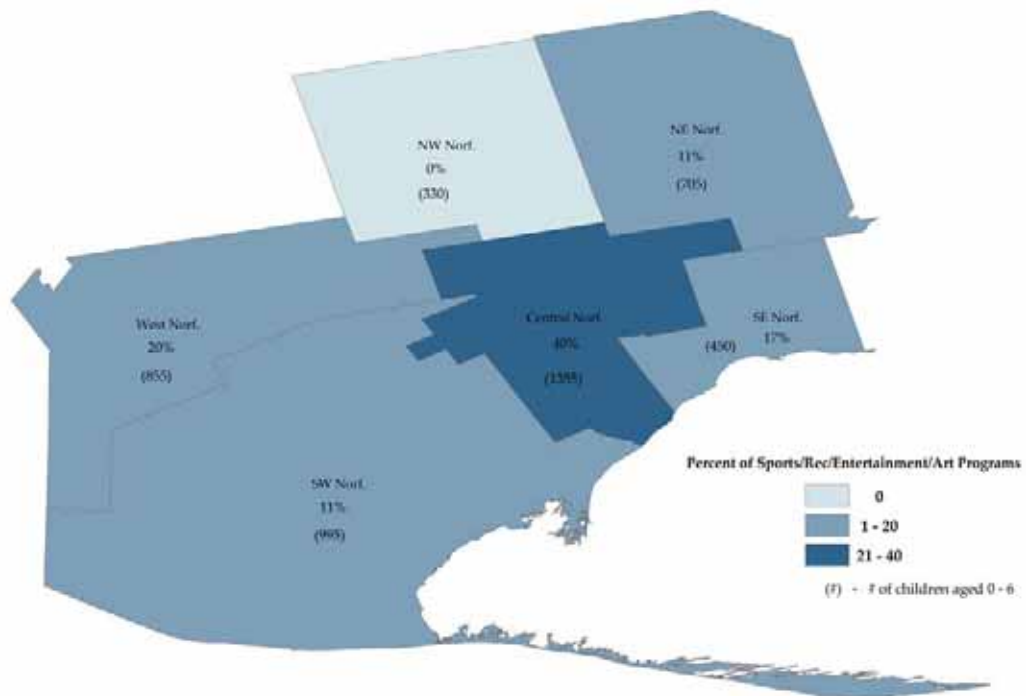 NW Norf.
0%
(330)
NE Norf.
11%
(705)
West Norf.
20%
(855)
Central Norf.
40%
SE Norf.
17%
(450)
SW Norf.
11%
(995)
Percent of Sports/Rec/Entertainment/Art Programs
0
1 - 20
21 - 40
(#) - # of children aged 0 - 6